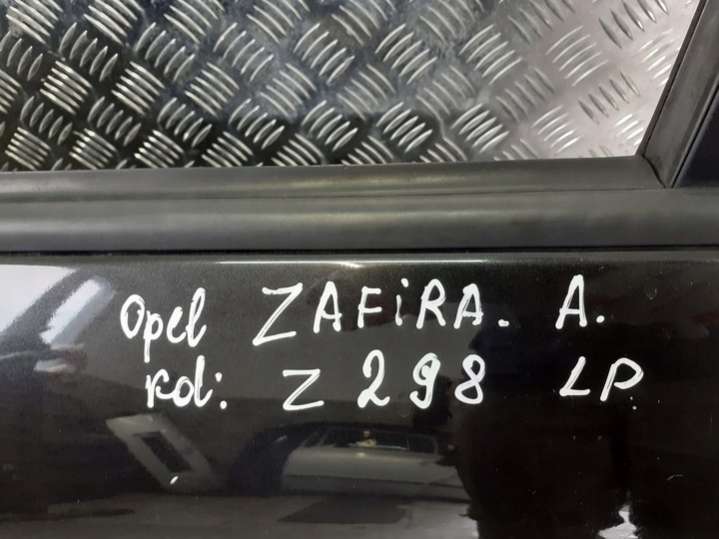 Opel ZAFiRA. A.
kol: Z 298 LP.